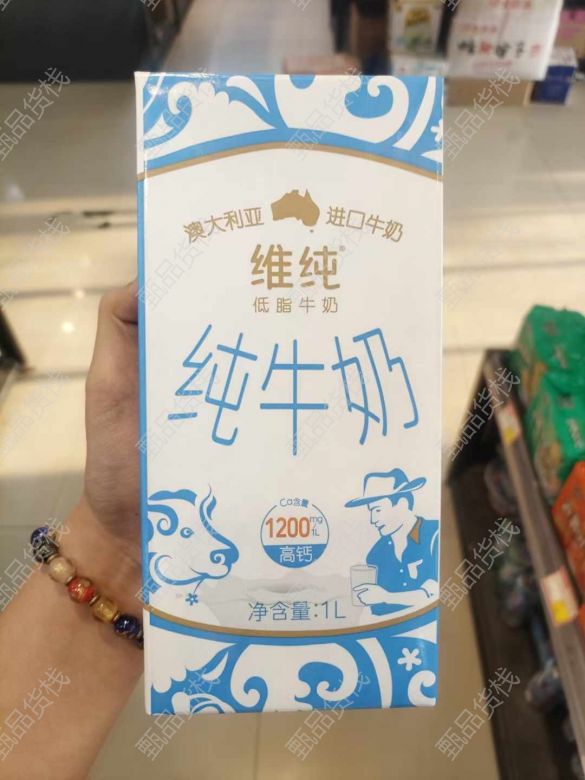 澳大利亚 进口牛奶
维纯®
低脂牛奶
纯牛奶
Ca含量
1200mg/1L
高钙
净含量:1L
甄品货栈